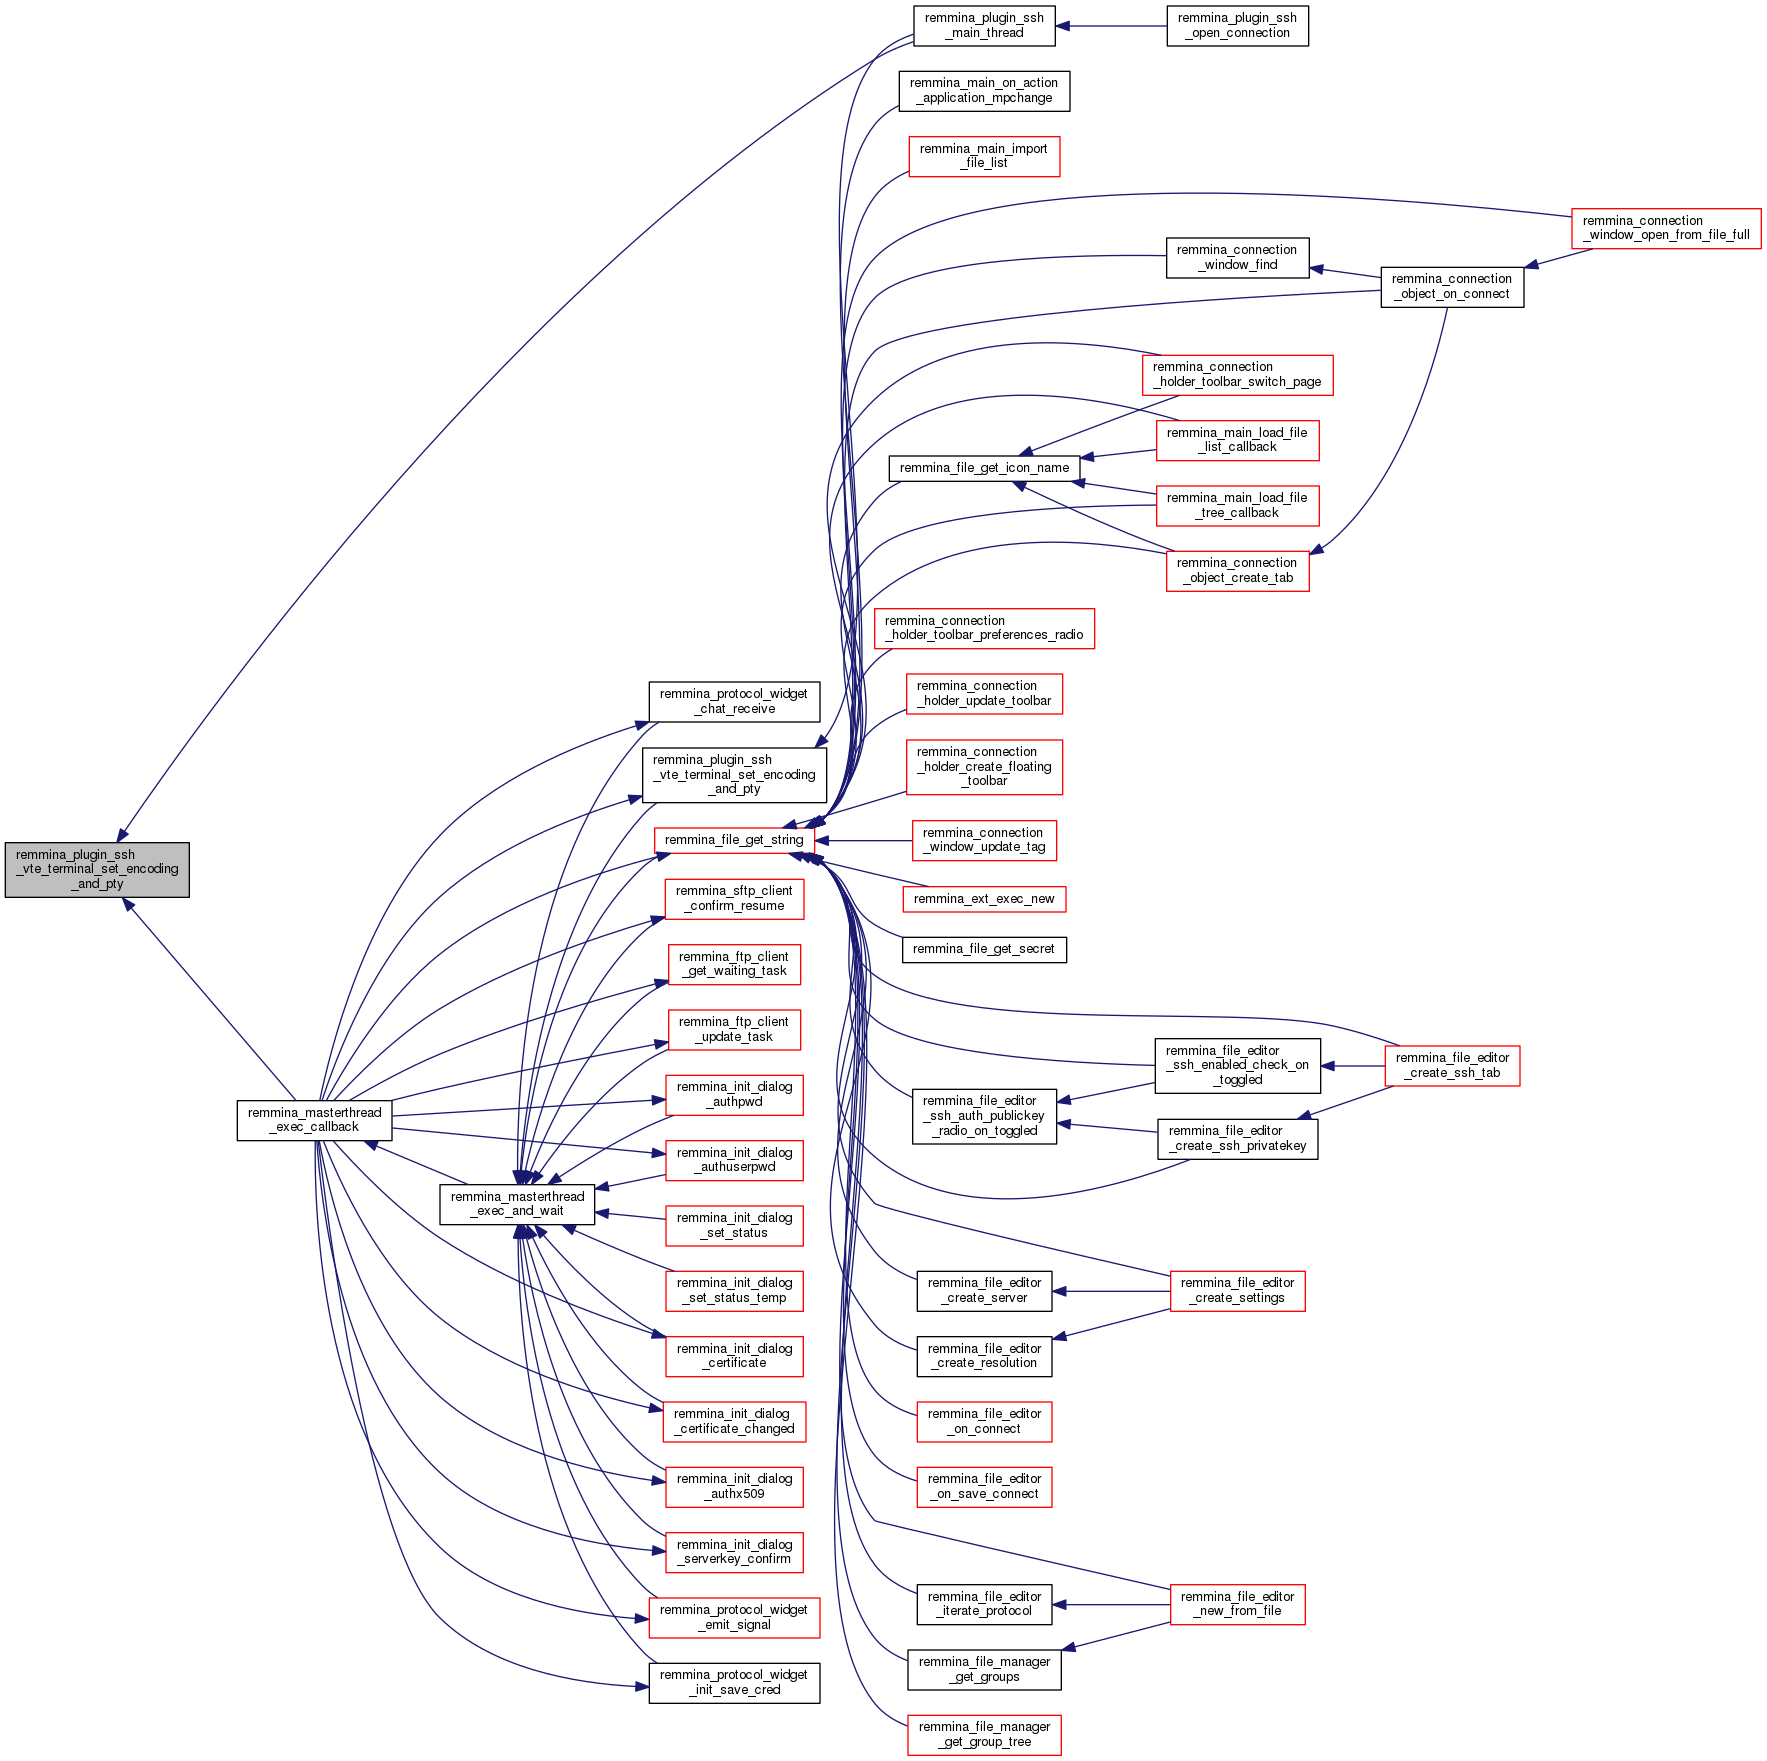 remmina_plugin_ssh
_vte_terminal_set_encoding
_and_pty
remmina_masterthread
_exec_callback
remmina_masterthread
_exec_and_wait
remmina_protocol_widget
_chat_receive
remmina_plugin_ssh
_vte_terminal_set_encoding
_and_pty
remmina_file_get_string
remmina_sftp_client
_confirm_resume
remmina_ftp_client
_get_waiting_task
remmina_ftp_client
_update_task
remmina_init_dialog
_authpwd
remmina_init_dialog
_authuserpwd
remmina_init_dialog
_set_status
remmina_init_dialog
_set_status_temp
remmina_init_dialog
_certificate
remmina_init_dialog
_certificate_changed
remmina_init_dialog
_authx509
remmina_init_dialog
_serverkey_confirm
remmina_protocol_widget
_emit_signal
remmina_protocol_widget
_init_save_cred
remmina_plugin_ssh
_main_thread
remmina_main_on_action
_application_mpchange
remmina_main_import
_file_list
remmina_file_get_icon_name
remmina_connection
_holder_toolbar_preferences_radio
remmina_connection
_holder_update_toolbar
remmina_connection
_holder_create_floating
_toolbar
remmina_connection
_window_update_tag
remmina_ext_exec_new
remmina_file_get_secret
remmina_file_editor
_ssh_auth_publickey
_radio_on_toggled
remmina_file_editor
_create_server
remmina_file_editor
_create_resolution
remmina_file_editor
_on_connect
remmina_file_editor
_on_save_connect
remmina_file_editor
_iterate_protocol
remmina_file_manager
_get_groups
remmina_file_manager
_get_group_tree
remmina_plugin_ssh
_open_connection
remmina_connection
_window_find
remmina_connection
_holder_toolbar_switch_page
remmina_main_load_file
_list_callback
remmina_main_load_file
_tree_callback
remmina_connection
_object_create_tab
remmina_file_editor
_ssh_enabled_check_on
_toggled
remmina_file_editor
_create_ssh_privatekey
remmina_file_editor
_create_settings
remmina_file_editor
_new_from_file
remmina_connection
_object_on_connect
remmina_file_editor
_create_ssh_tab
remmina_connection
_window_open_from_file_full